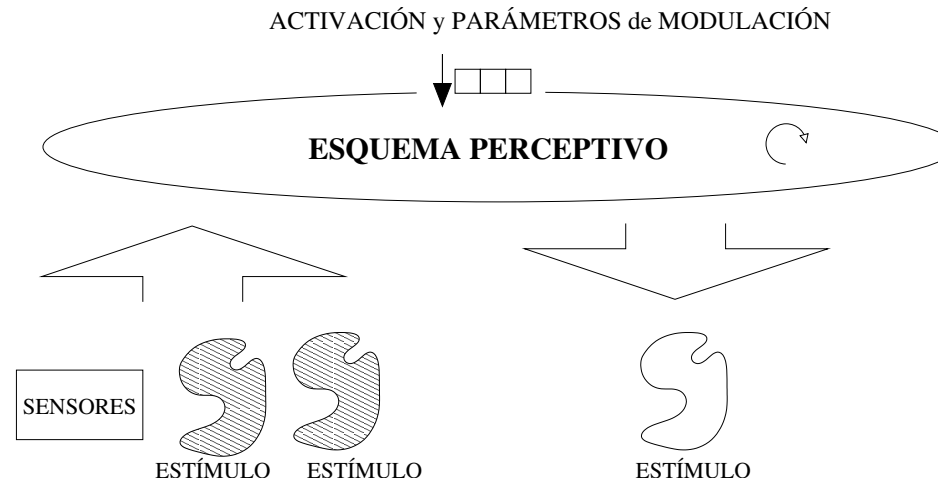 ACTIVACIÓN y PARÁMETROS de MODULACIÓN
ESQUEMA PERCEPTIVO
SENSORES
ESTÍMULO ESTÍMULO ESTÍMULO